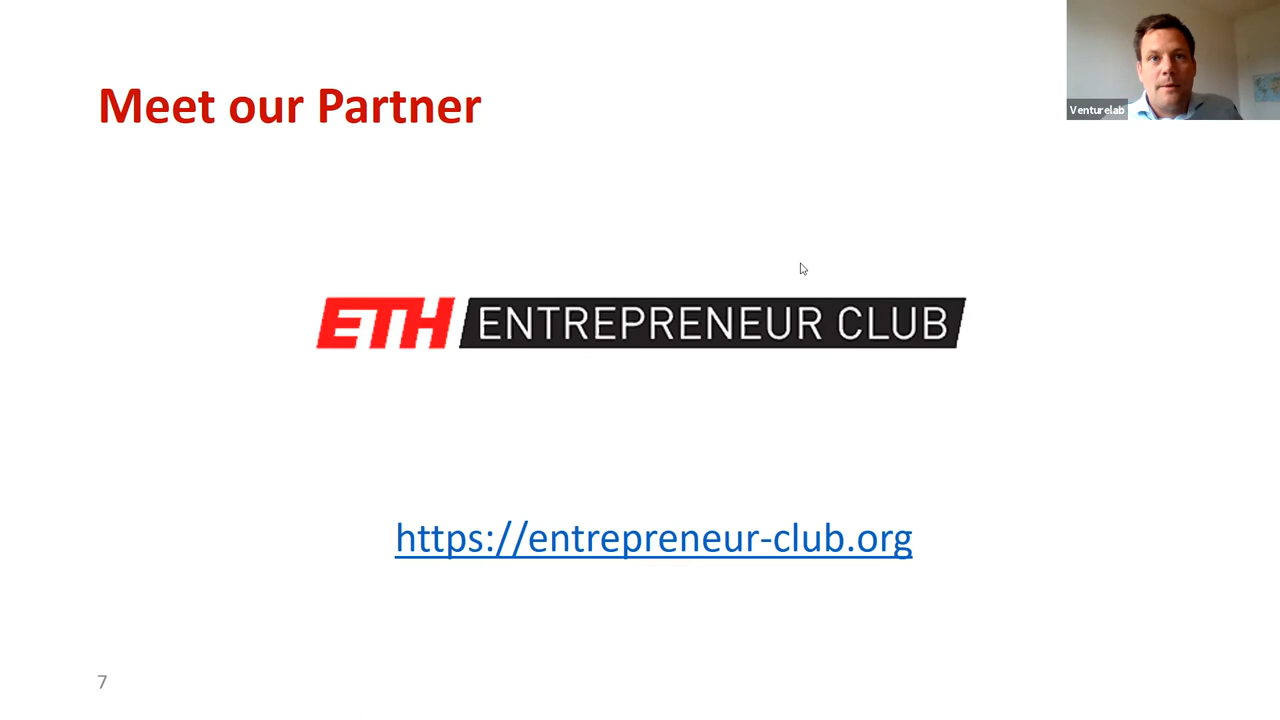 Meet our Partner
Venturelab
ETH ENTREPRENEUR CLUB
https://entrepreneur-club.org
7